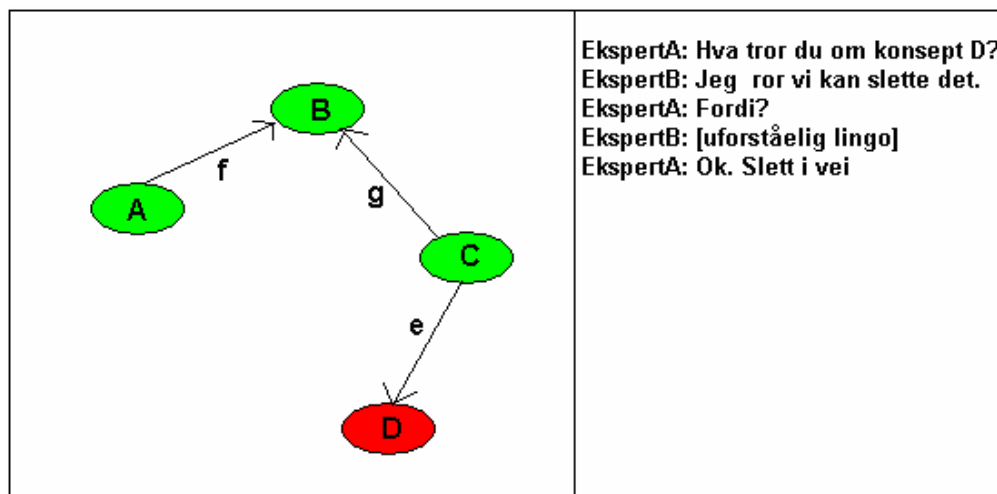 B
f
A
g
C
e
D
EkspertA: Hva tror du om konsept D?
EkspertB: Jeg ror vi kan slette det.
EkspertA: Fordi?
EkspertB: [uforståelig lingo]
EkspertA: Ok. Slett i vei